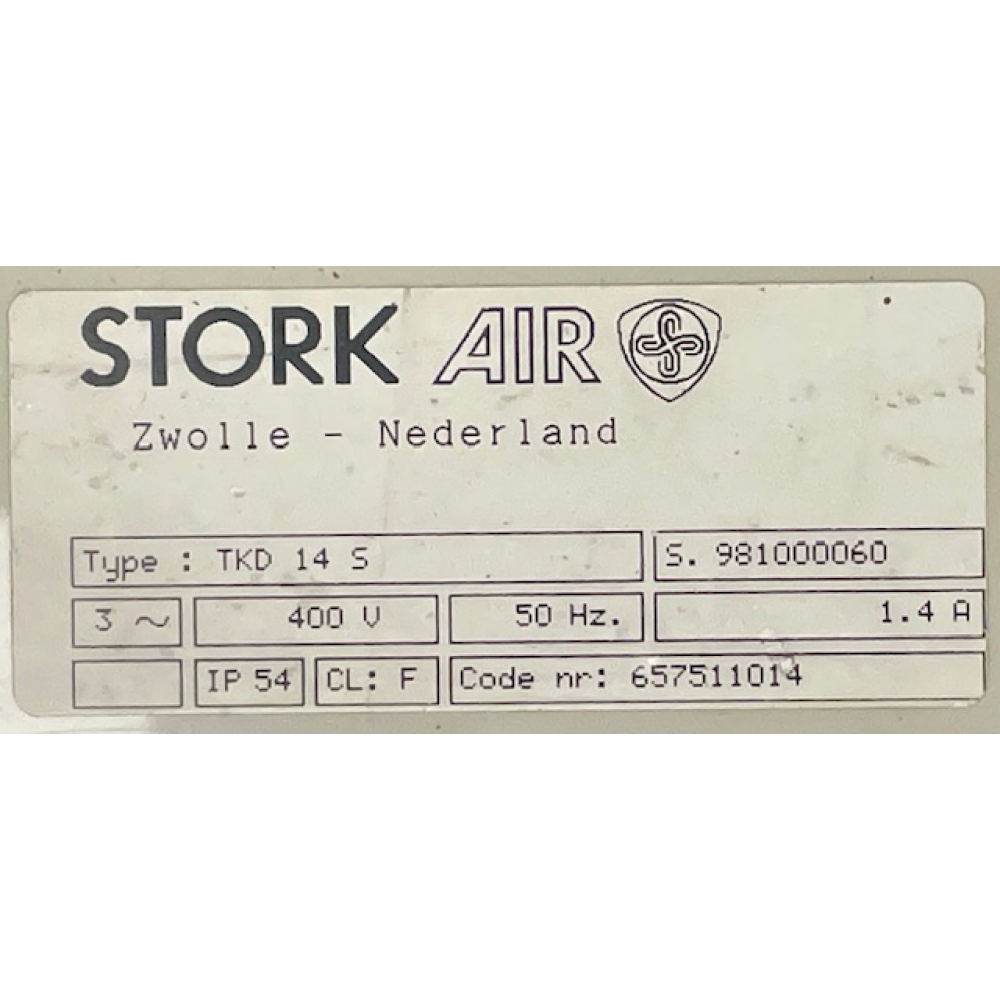 STORK AIR
Zwolle - Nederland
Type : TKD 14 S S. 981000060
3 ~ 400 V 50 Hz. 1.4 A
IP 54 CL: F Code nr: 657511014